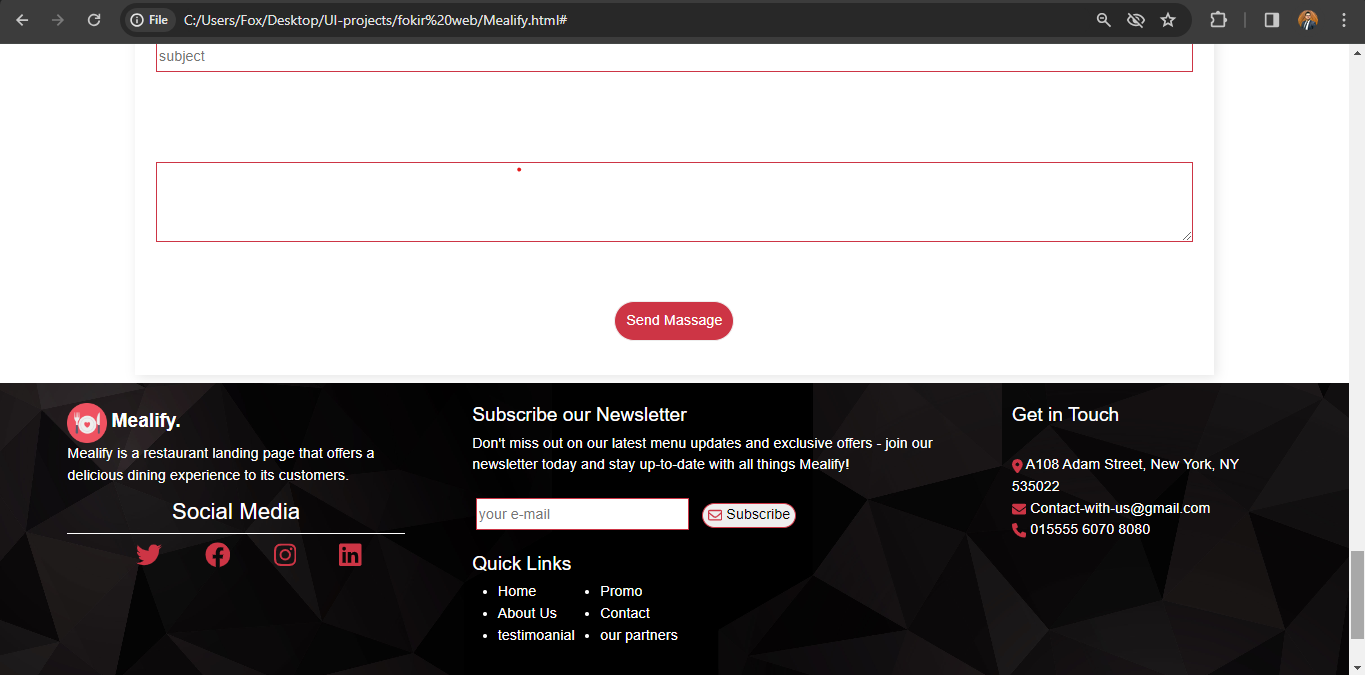 File C:/Users/Fox/Desktop/UI-projects/fokir%20web/Mealify.html#
subject
Send Massage
Mealify.
Mealify is a restaurant landing page that offers a
delicious dining experience to its customers.
Social Media
Subscribe our Newsletter
Don't miss out on our latest menu updates and exclusive offers - join our
newsletter today and stay up-to-date with all things Mealify!
your e-mail
Subscribe
Quick Links
Home
About Us
testimoanial
Promo
Contact
our partners
Get in Touch
A108 Adam Street, New York, NY
535022
Contact-with-us@gmail.com
015555 6070 8080